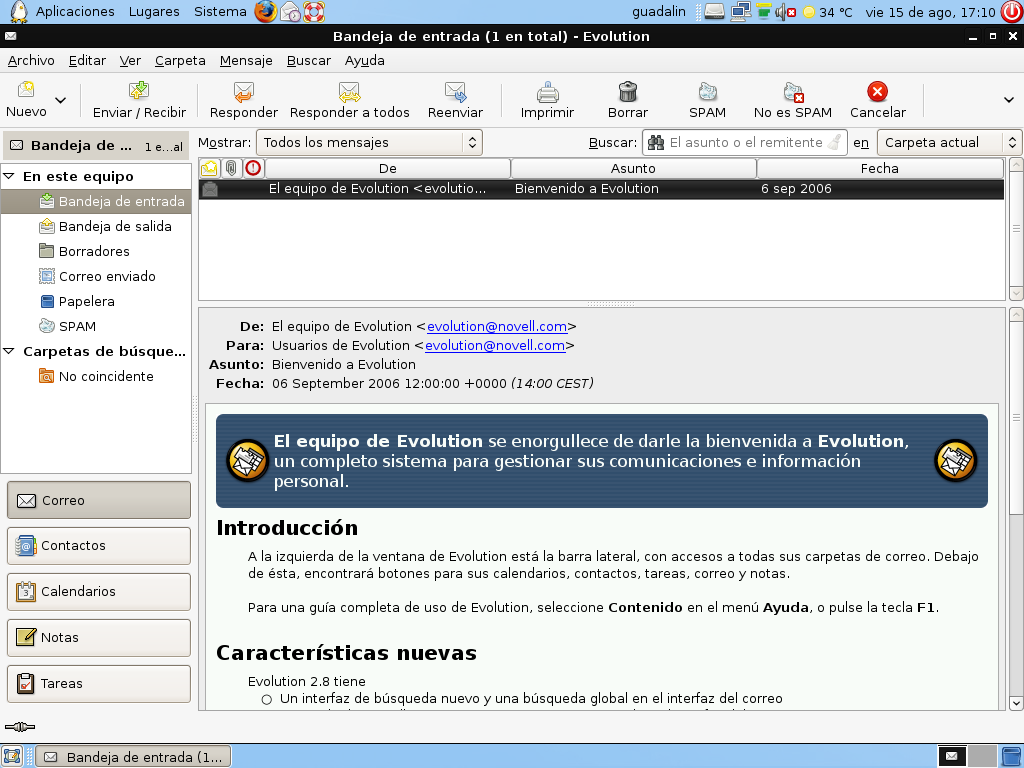 Aplicaciones Lugares Sistema guadalin 34 °C vie 15 de ago, 17:10
Bandeja de entrada (1 en total) - Evolution
Archivo Editar Ver Carpeta Mensaje Buscar Ayuda
Nuevo Enviar / Recibir Responder Responder a todos Reenviar Imprimir Borrar SPAM No es SPAM Cancelar
Bandeja de ... 1 e...al
Mostrar: Todos los mensajes Buscar: El asunto o el remitente en Carpeta actual
De Asunto Fecha
El equipo de Evolution <evolutio... Bienvenido a Evolution 6 sep 2006
En este equipo
Bandeja de entrada
Bandeja de salida
Borradores
Correo enviado
Papelera
SPAM
Carpetas de búsque...
No coincidente
Correo
Contactos
Calendarios
3
Notas
Tareas
De: El equipo de Evolution <evolution@novell.com>
Para: Usuarios de Evolution <evolution@novell.com>
Asunto: Bienvenido a Evolution
Fecha: 06 September 2006 12:00:00 +0000 (14:00 CEST)
El equipo de Evolution se enorgullece de darle la bienvenida a Evolution,
un completo sistema para gestionar sus comunicaciones e información
personal.
Introducción
A la izquierda de la ventana de Evolution está la barra lateral, con accesos a todas sus carpetas de correo. Debajo
de ésta, encontrará botones para sus calendarios, contactos, tareas, correo y notas.
Para una guía completa de uso de Evolution, seleccione Contenido en el menú Ayuda, o pulse la tecla F1.
Características nuevas
Evolution 2.8 tiene
Un interfaz de búsqueda nuevo y una búsqueda global en el interfaz del correo
Bandeja de entrada (1...